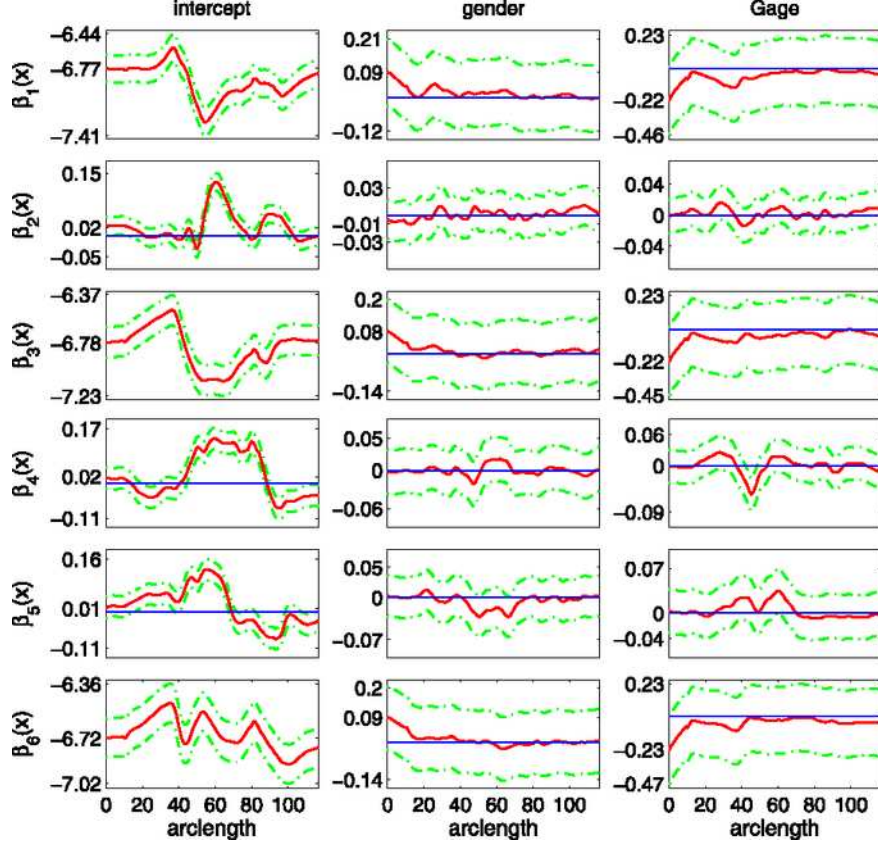 intercept gender Gage
β1(x)
−6.44 −6.77 −7.41
0.21 0.09 −0.12
0.23 −0.22 −0.46
β2(x)
0.15 0.02 −0.05
0.03 −0.01 −0.03
0.04 0 −0.04
β3(x)
−6.37 −6.78 −7.23
0.2 0.08 −0.14
0.23 −0.22 −0.45
β4(x)
0.17 0.02 −0.11
0.05 0 −0.06
0.06 0 −0.09
β5(x)
0.16 0.01 −0.11
0.05 0 −0.07
0.07 0 −0.04
β6(x)
−6.36 −6.72 −7.02
0.2 0.09 −0.14
0.23 −0.23 −0.47
0 20 40 60 80 100 0 20 40 60 80 100 0 20 40 60 80 100
arclength arclength arclength